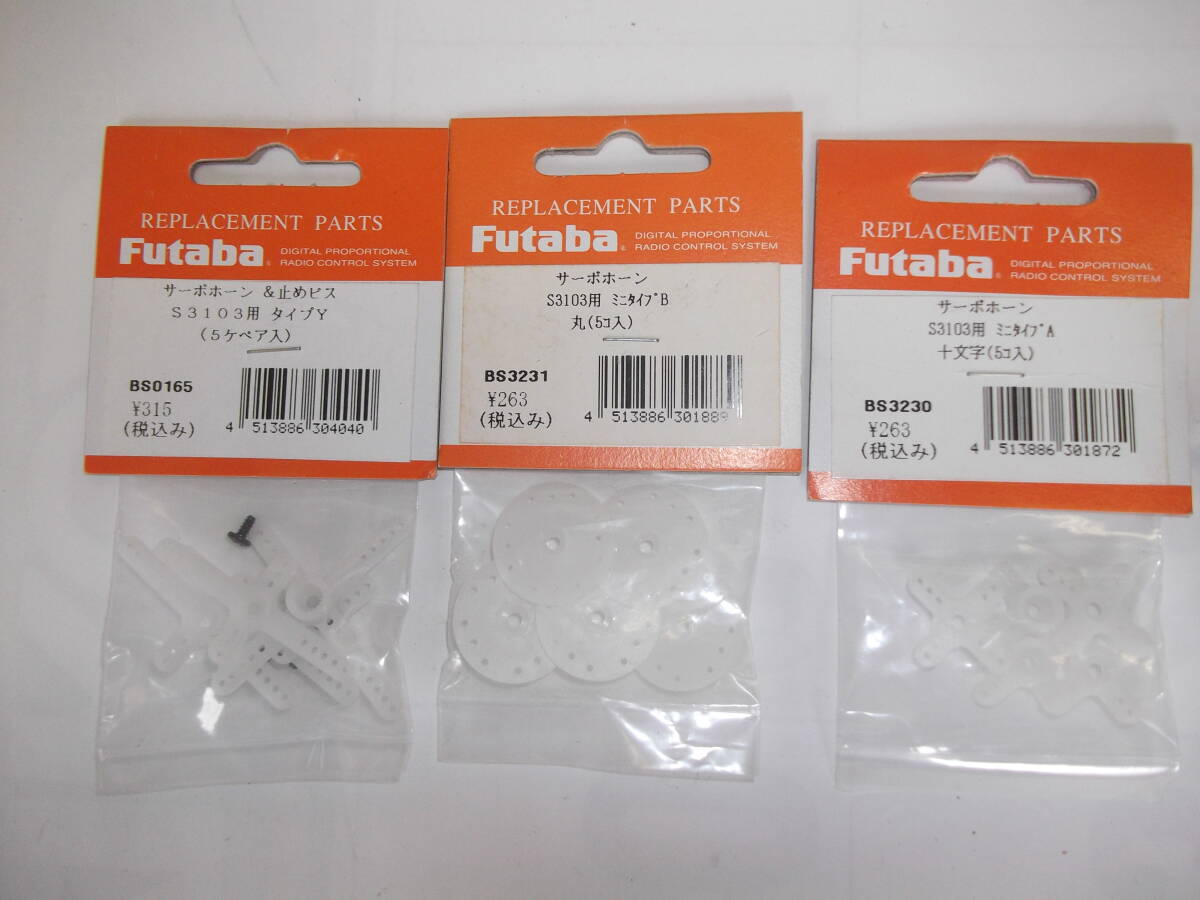 REPLACEMENT PARTS
Futaba® DIGITAL PROPORTIONAL
RADIO CONTROL SYSTEM
サーボホーン &止めビス
S3103用 タイプY
(5ケペア入)
BS0165
¥315
(税込み)
4 513886 304040
REPLACEMENT PARTS
Futaba® DIGITAL PROPORTIONAL
RADIO CONTROL SYSTEM
サーボホーン
S3103用 ﾐﾆﾀｲﾌﾟB
丸(5ｺ入)
BS3231
¥263
(税込み)
4 513886 301889
REPLACEMENT PARTS
Futaba® DIGITAL PROPORTIONAL
RADIO CONTROL SYSTEM
サーボホーン
S3103用 ﾐﾆﾀｲﾌﾟA
十文字(5ｺ入)
BS3230
¥263
(税込み)
4 513886 301872